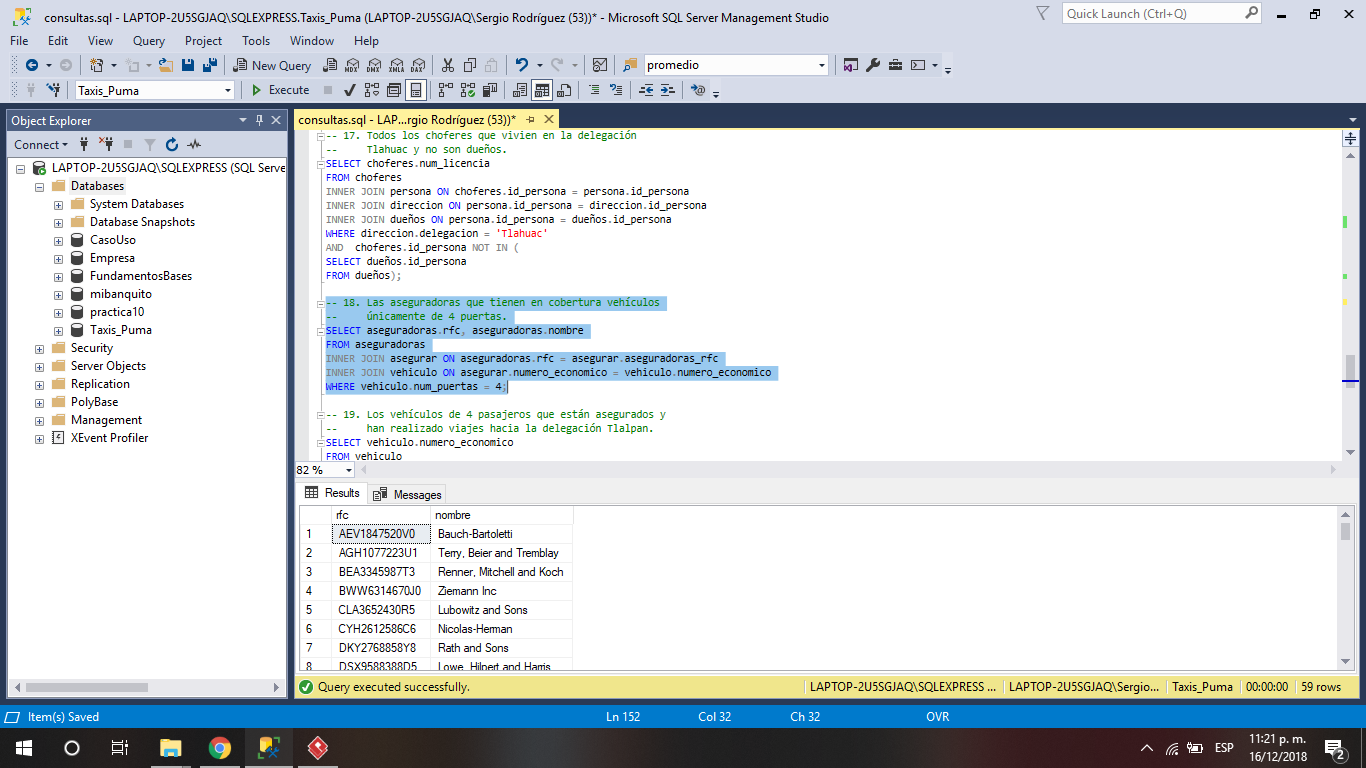 consultas.sql - LAPTOP-2U5SGJAQ\SQLEXPRESS.Taxis_Puma (LAPTOP-2U5SGJAQ\Sergio Rodríguez (53))* - Microsoft SQL Server Management Studio
Quick Launch (Ctrl+Q)
File Edit View Query Project Tools Window Help
New Query MDX DMX XMLA DAX promedio
Taxis_Puma Execute
Object Explorer
Connect
LAPTOP-2U5SGJAQ\SQLEXPRESS (SQL Serve
Databases
System Databases
Database Snapshots
CasoUso
Empresa
FundamentosBases
mibanquito
practica10
Taxis_Puma
Security
Server Objects
Replication
PolyBase
Management
XEvent Profiler
consultas.sql - LAP...rgio Rodríguez (53))*
-- 17. Todos los choferes que vivien en la delegación
-- Tlahuac y no son dueños.
SELECT choferes.num_licencia
FROM choferes
INNER JOIN persona ON choferes.id_persona = persona.id_persona
INNER JOIN direccion ON persona.id_persona = direccion.id_persona
INNER JOIN dueños ON persona.id_persona = dueños.id_persona
WHERE direccion.delegacion = 'Tlahuac'
AND choferes.id_persona NOT IN (
SELECT dueños.id_persona
FROM dueños);
-- 18. Las aseguradoras que tienen en cobertura vehículos
-- únicamente de 4 puertas.
SELECT aseguradoras.rfc, aseguradoras.nombre
FROM aseguradoras
INNER JOIN asegurar ON aseguradoras.rfc = asegurar.aseguradoras_rfc
INNER JOIN vehiculo ON asegurar.numero_economico = vehiculo.numero_economico
WHERE vehiculo.num_puertas = 4;
-- 19. Los vehículos de 4 pasajeros que están asegurados y
-- han realizado viajes hacia la delegación Tlalpan.
SELECT vehiculo.numero_economico
FROM vehiculo
82 %
Results Messages
rfc nombre
1 AEV1847520V0 Bauch-Bartoletti
2 AGH1077223U1 Terry, Beier and Tremblay
3 BEA3345987T3 Renner, Mitchell and Koch
4 BWW6314670J0 Ziemann Inc
5 CLA3652430R5 Lubowitz and Sons
6 CYH2612586C6 Nicolas-Herman
7 DKY2768858Y8 Rath and Sons
8 DSX9588388D5 Lowe, Hilpert and Harris
Query executed successfully. LAPTOP-2U5SGJAQ\SQLEXPRESS ... LAPTOP-2U5SGJAQ\Sergio... Taxis_Puma 00:00:00 59 rows
Item(s) Saved Ln 152 Col 32 Ch 32 OVR
ESP
11:21 p. m.
16/12/2018
2